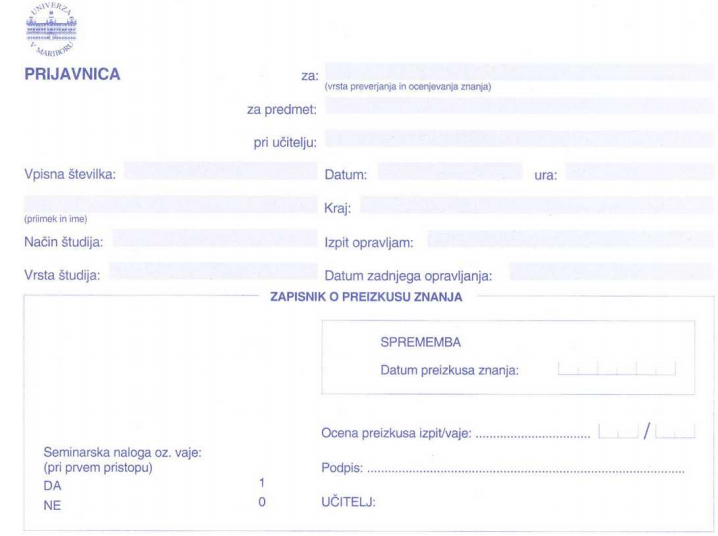 UNIVERZA
V MARIBORU
PRIJAVNICA
za:
(vrsta preverjanja in ocenjevanja znanja)
za predmet:
pri učitelju:
Vpisna številka:
Datum:
ura:
(priimek in ime)
Kraj:
Način študija:
Izpit opravljam:
Vrsta študija:
Datum zadnjega opravljanja:
ZAPISNIK O PREIZKUSU ZNANJA
SPREMEMBA
Datum preizkusa znanja:
Ocena preizkusa izpit/vaje: ................................... /
Seminarska naloga oz. vaje:
(pri prvem pristopu)
DA 1
NE 0
Podpis: ................................................................................................
UČITELJ: